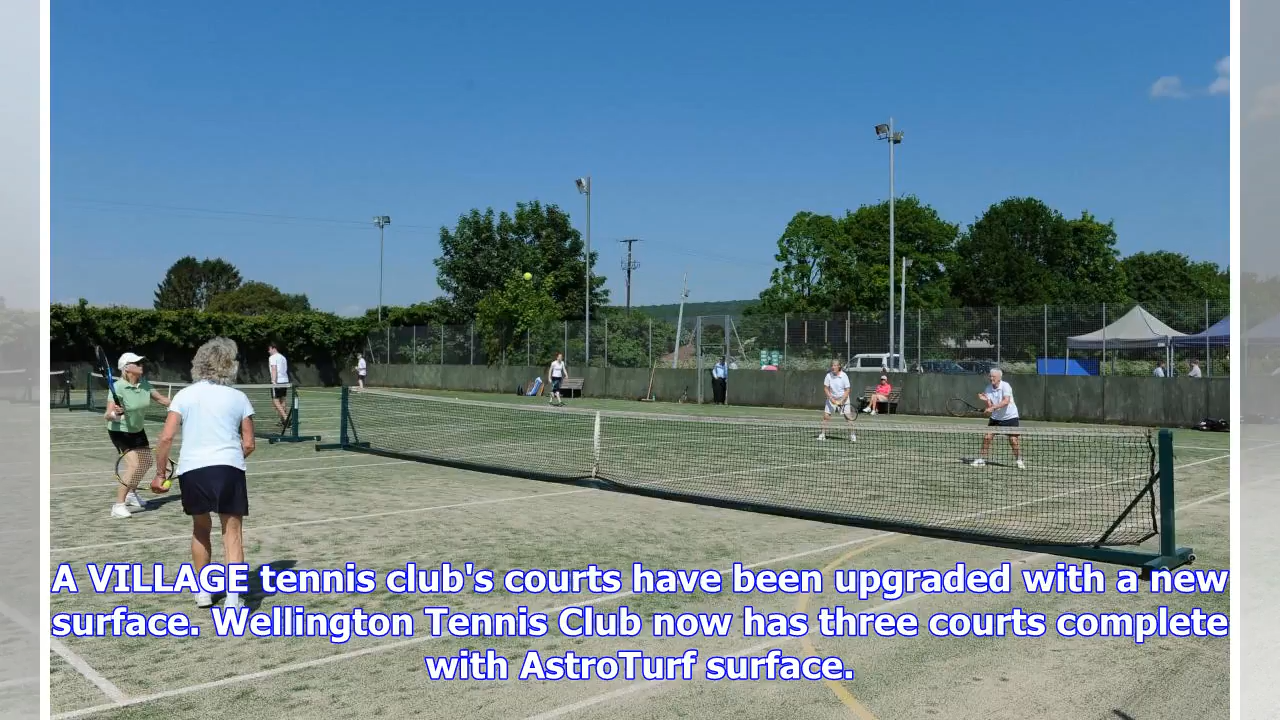 A VILLAGE tennis club's courts have been upgraded with a new
surface. Wellington Tennis Club now has three courts complete
with AstroTurf surface.